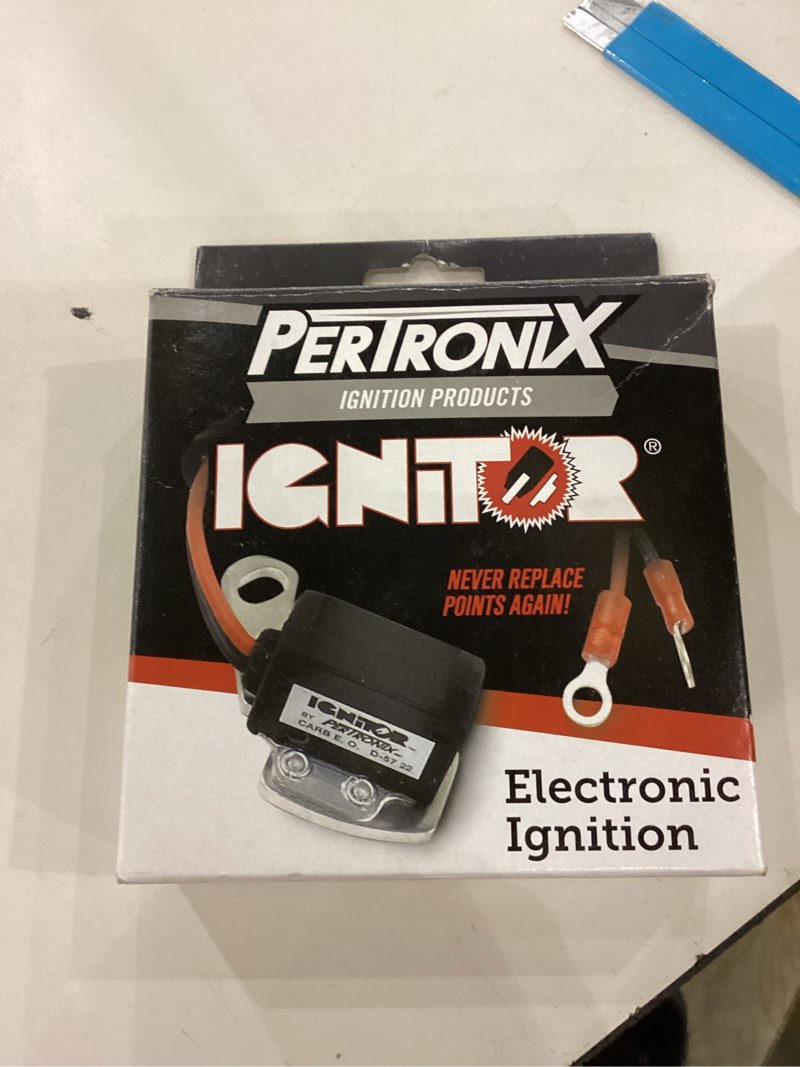 PERTRONIX
IGNITION PRODUCTS
IGNITOR®
NEVER REPLACE
POINTS AGAIN!
IGNITOR
BY PERTRONIX
CARB E. O. D-57 22
Electronic
Ignition